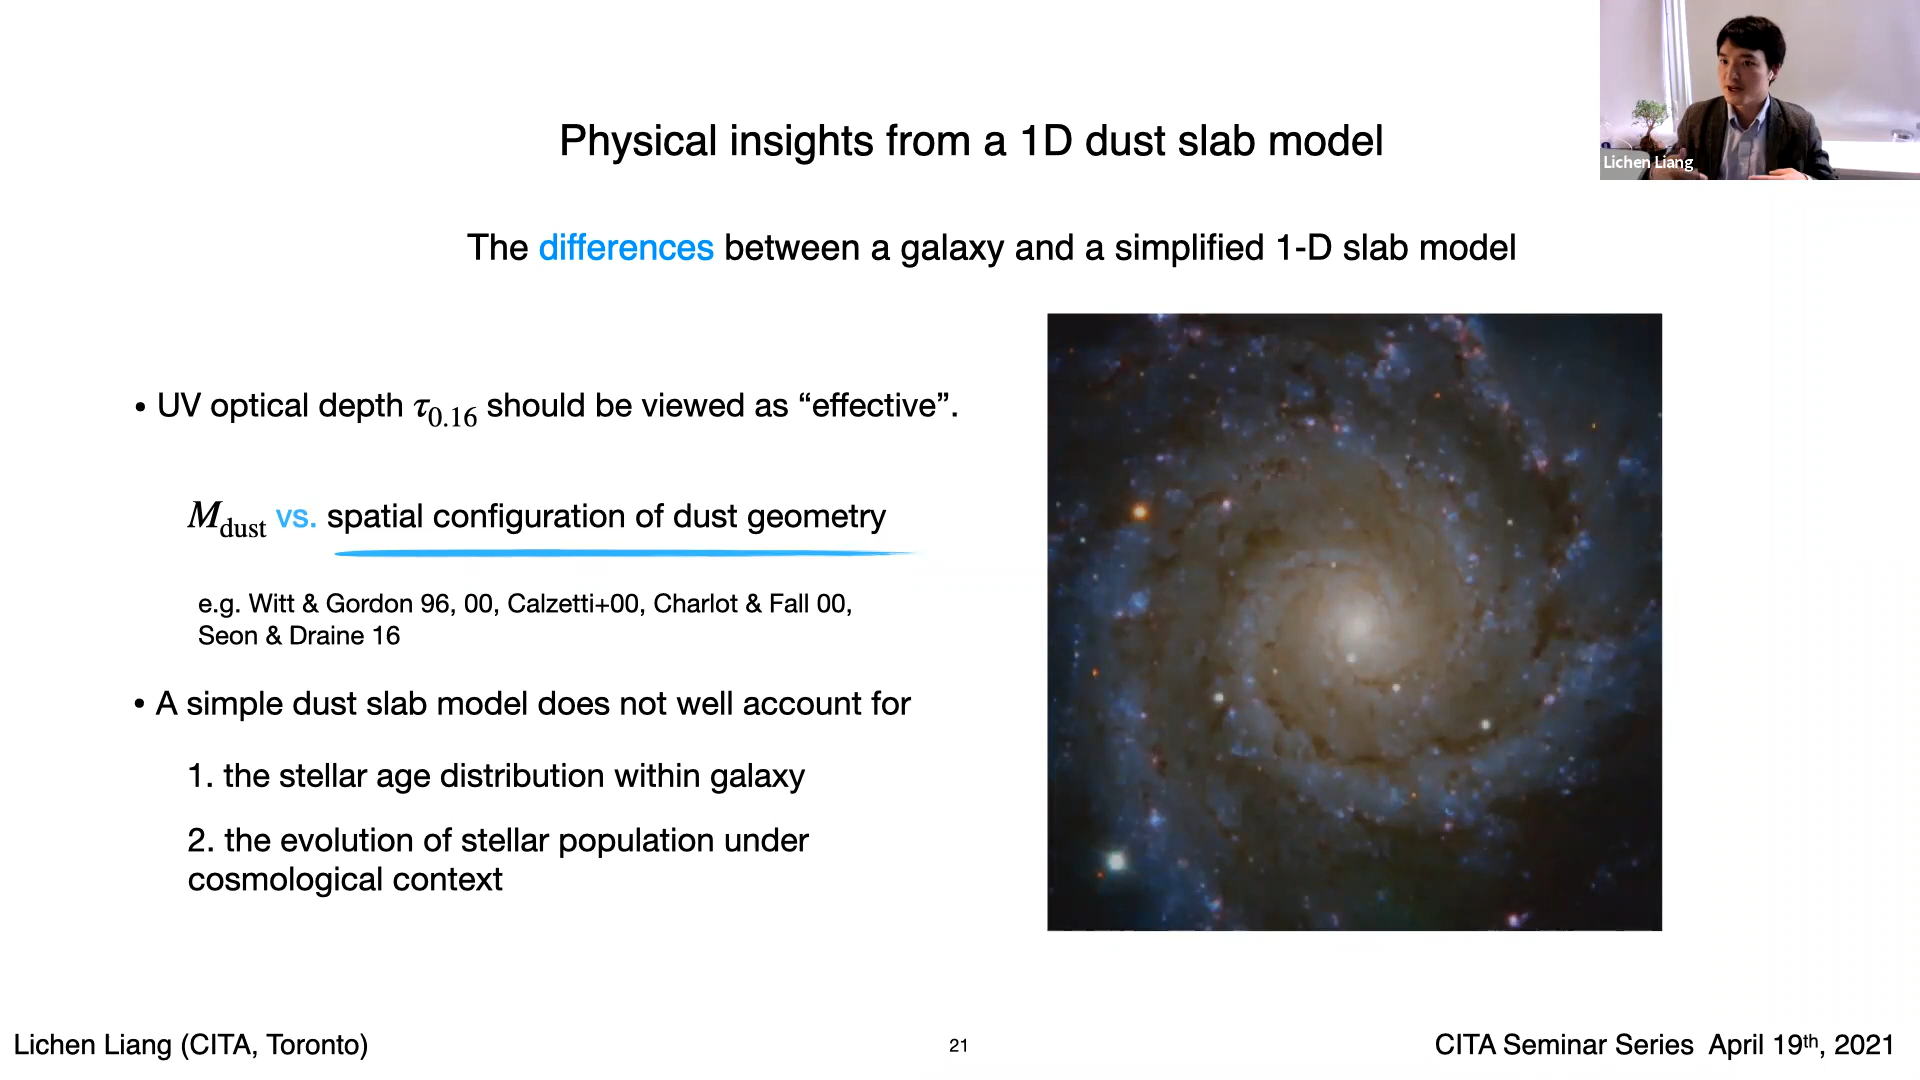 Physical insights from a 1D dust slab model
Lichen Liang
The differences between a galaxy and a simplified 1-D slab model
• UV optical depth τ0.16 should be viewed as “effective”.
Mdust vs. spatial configuration of dust geometry
e.g. Witt & Gordon 96, 00, Calzetti+00, Charlot & Fall 00,
Seon & Draine 16
• A simple dust slab model does not well account for
1. the stellar age distribution within galaxy
2. the evolution of stellar population under
cosmological context
Lichen Liang (CITA, Toronto)
21
CITA Seminar Series April 19th, 2021